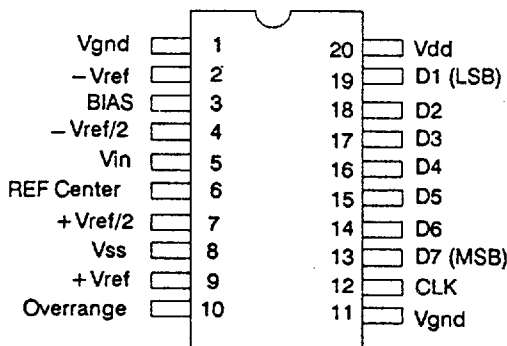 Vgnd 1 20 Vdd
−Vref 2 19 D1 (LSB)
BIAS 3 18 D2
−Vref/2 4 17 D3
Vin 5 16 D4
REF Center 6 15 D5
+Vref/2 7 14 D6
Vss 8 13 D7 (MSB)
+Vref 9 12 CLK
Overrange 10 11 Vgnd